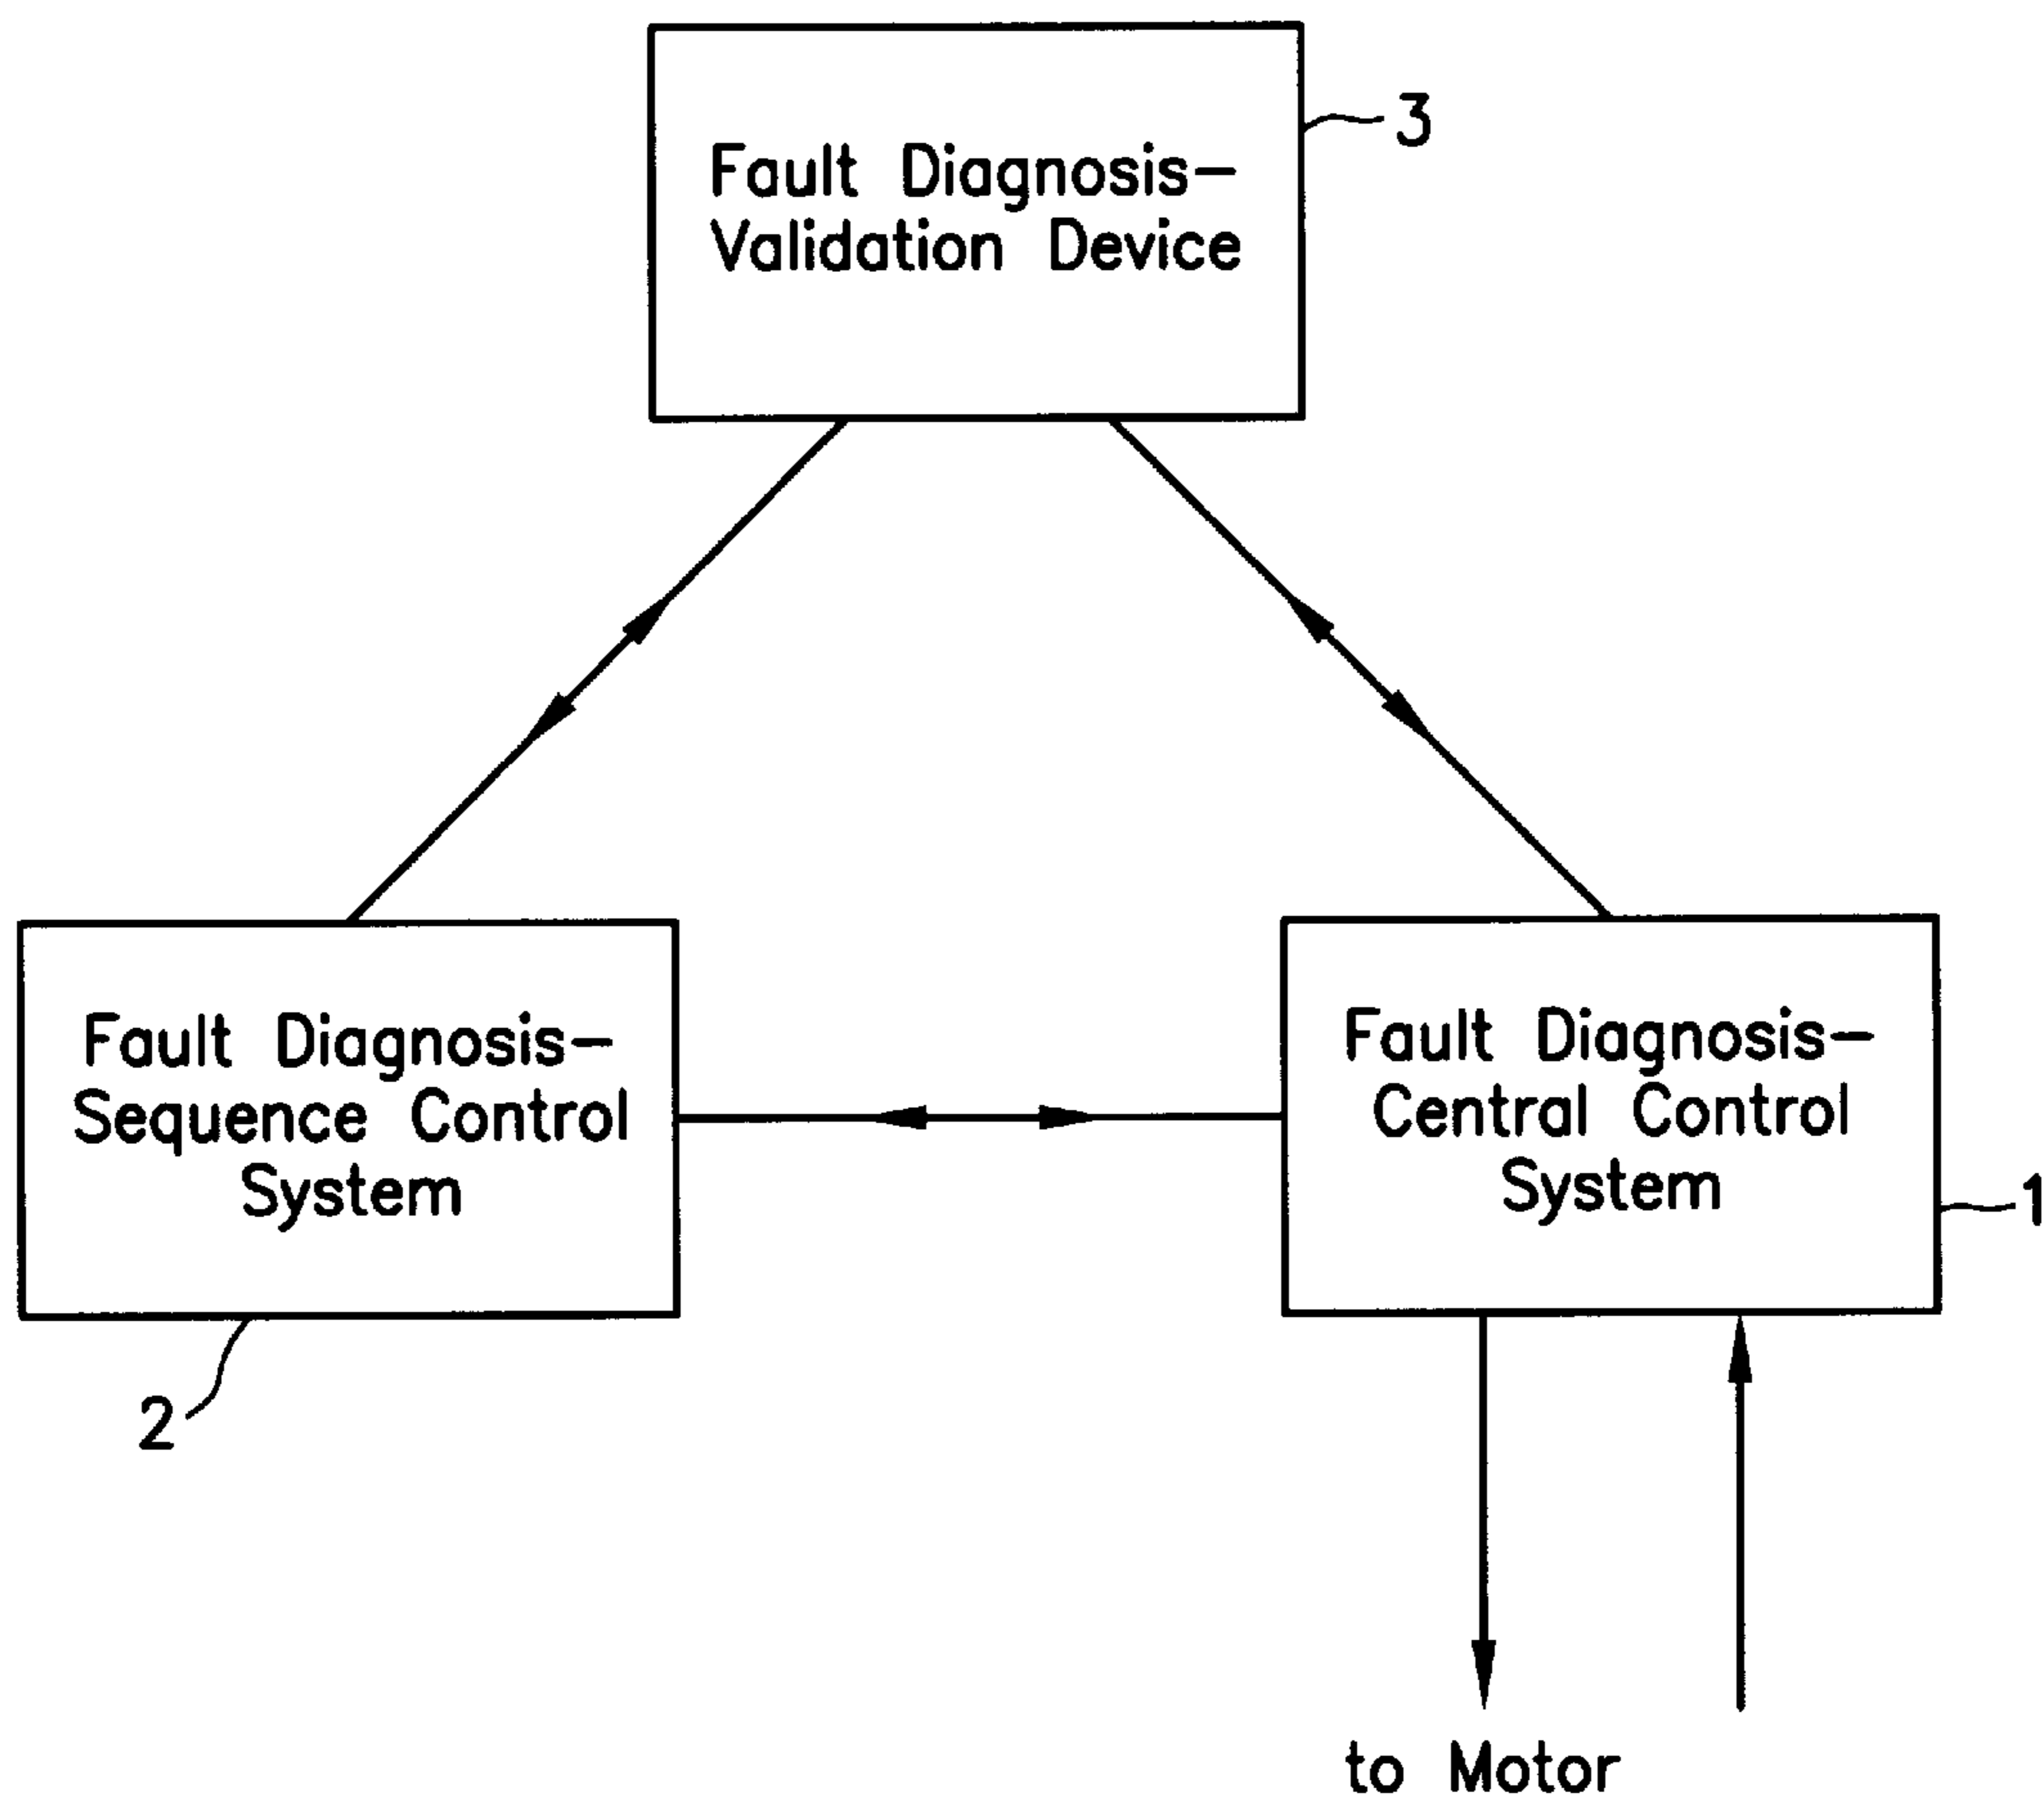 Fault Diagnosis-
Validation Device
3
Fault Diagnosis-
Sequence Control
System
2
Fault Diagnosis-
Central Control
System
1
to Motor